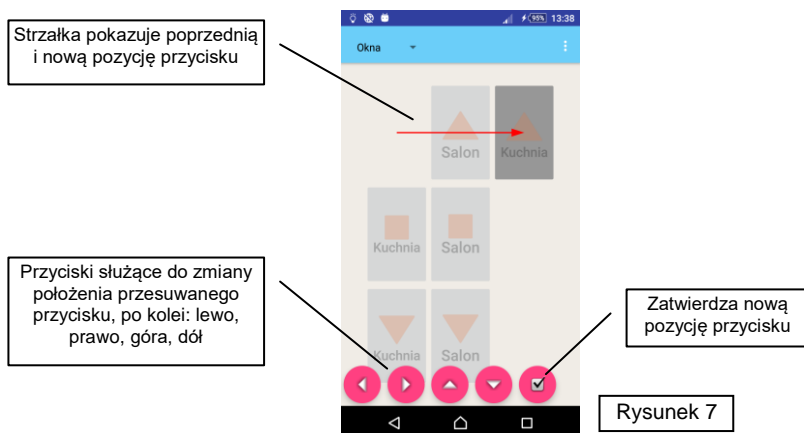 Strzałka pokazuje poprzednią
i nową pozycję przycisku
95% 13:38
Okna
Salon
Kuchnia
Kuchnia
Salon
Kuchnia
Salon
Przyciski służące do zmiany
położenia przesuwanego
przycisku, po kolei: lewo,
prawo, góra, dół
Zatwierdza nową
pozycję przycisku
Rysunek 7